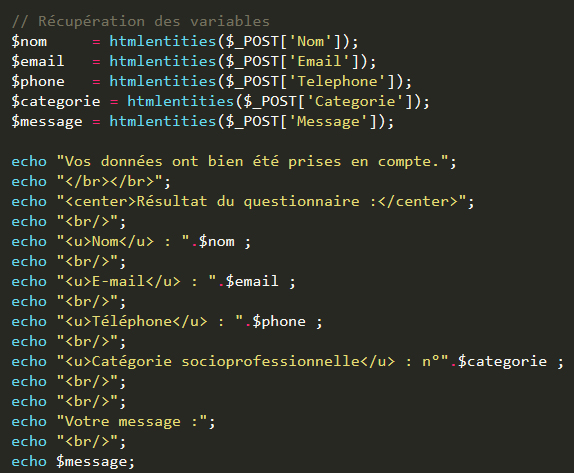 // Récupération des variables
$nom     = htmlentities($_POST['Nom']);
$email   = htmlentities($_POST['Email']);
$phone   = htmlentities($_POST['Telephone']);
$categorie = htmlentities($_POST['Categorie']);
$message = htmlentities($_POST['Message']);

echo "Vos données ont bien été prises en compte.";
echo "</br></br>";
echo "<center>Résultat du questionnaire :</center>";
echo "<br/>";
echo "<u>Nom</u> : ".$nom ;
echo "<br/>";
echo "<u>E-mail</u> : ".$email ;
echo "<br/>";
echo "<u>Téléphone</u> : ".$phone ;
echo "<br/>";
echo "<u>Catégorie socioprofessionnelle</u> : n°".$categorie ;
echo "<br/>";
echo "<br/>";
echo "Votre message :";
echo "<br/>";
echo $message;